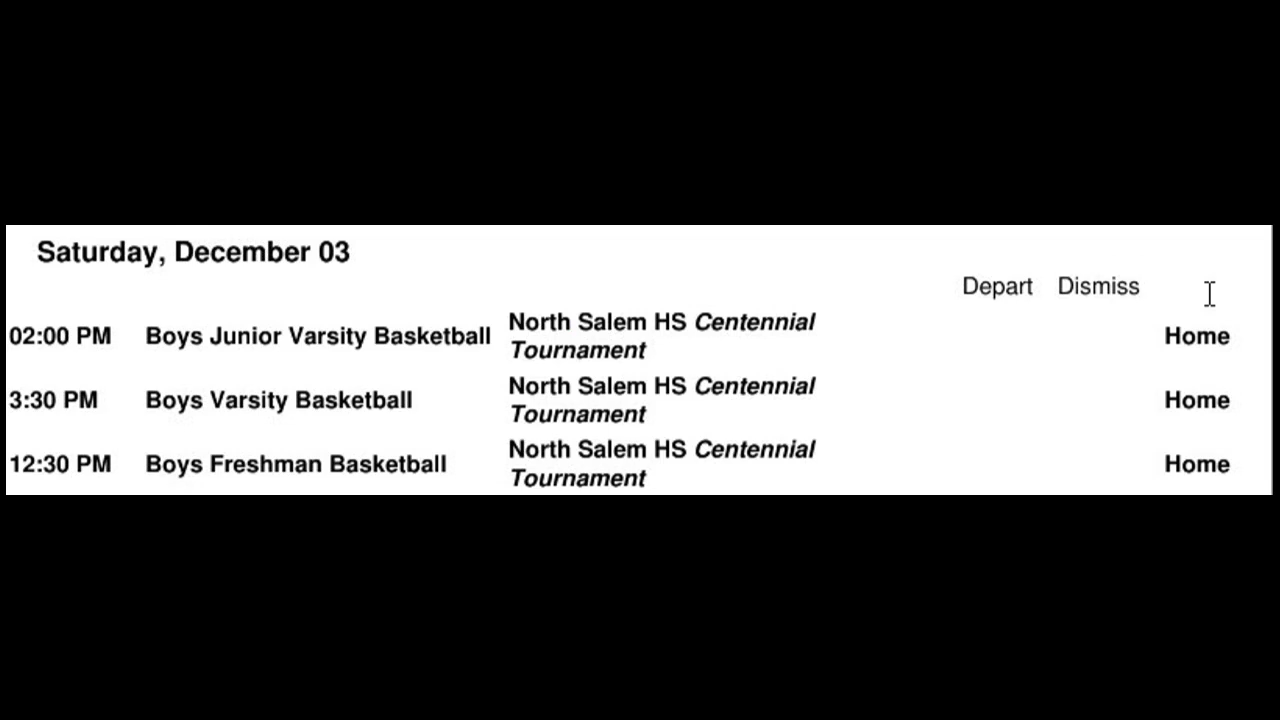 Saturday, December 03
Depart Dismiss
02:00 PM Boys Junior Varsity Basketball North Salem HS Centennial Tournament Home
3:30 PM Boys Varsity Basketball North Salem HS Centennial Tournament Home
12:30 PM Boys Freshman Basketball North Salem HS Centennial Tournament Home